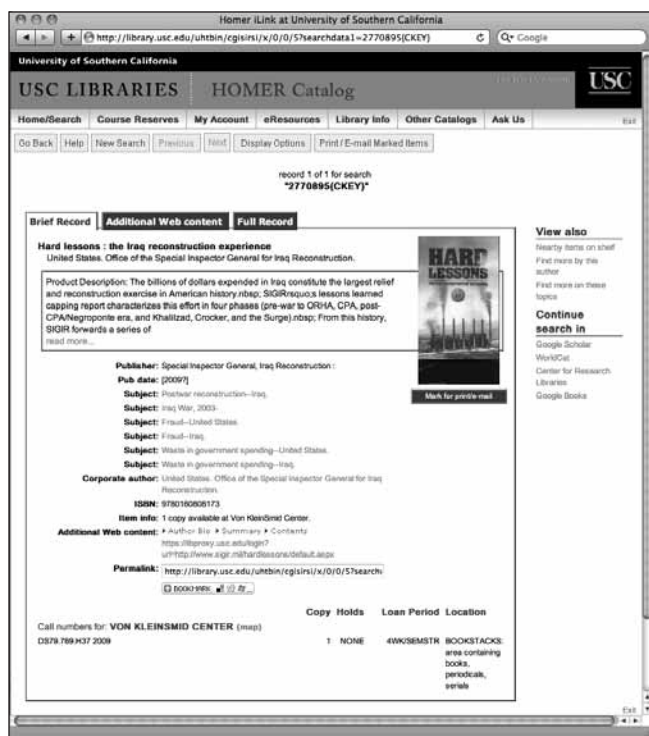 Homer iLink at University of Southern California
http://library.usc.edu/uhtbin/cgisirsi/x/0/0/5?searchdata1=2770895{CKEY}
Google
University of Southern California
USC LIBRARIES HOMER Catalog
USC
Home/Search Course Reserves My Account eResources Library Info Other Catalogs Ask Us Exit
Go Back Help New Search Previous Next Display Options Print / E-mail Marked Items
record 1 of 1 for search
"2770895{CKEY}"
Brief Record Additional Web content Full Record
Hard lessons : the Iraq reconstruction experience
United States. Office of the Special Inspector General for Iraq Reconstruction.
Product Description: The billions of dollars expended in Iraq constitute the largest relief
and reconstruction exercise in American history.nbsp; SIGIRrsquo;s lessons learned
capping report characterizes this effort in four phases (pre-war to ORHA, CPA, post-
CPA/Negroponte era, and Khalilzad, Crocker, and the Surge).nbsp; From this history,
SIGIR forwards a series of
read more...
HARD
LESSONS
Mark for print/e-mail
View also
Nearby items on shelf
Find more by this
author
Find more on these
topics
Continue
search in
Google Scholar
WorldCat
Center for Research
Libraries
Google Books
Publisher: Special Inspector General, Iraq Reconstruction :
Pub date: [2009?]
Subject: Postwar reconstruction--Iraq.
Subject: Iraq War, 2003-
Subject: Fraud--United States.
Subject: Fraud--Iraq.
Subject: Waste in government spending--United States.
Subject: Waste in government spending--Iraq.
Corporate author: United States. Office of the Special Inspector General for Iraq
Reconstruction.
ISBN: 9780160808173
Item info: 1 copy available at Von KleinSmid Center.
Additional Web content: Author Bio Summary Contents
https://libproxy.usc.edu/login?
url=http://www.sigir.mil/hardlessons/default.aspx
Permalink: http://library.usc.edu/uhtbin/cgisirsi/x/0/0/5?search
BOOKMARK
Copy Holds Loan Period Location
Call numbers for: VON KLEINSMID CENTER (map)
DS79.769.H37 2009 1 NONE 4WK/SEMSTR BOOKSTACKS:
area containing
books,
periodicals,
serials
Exit